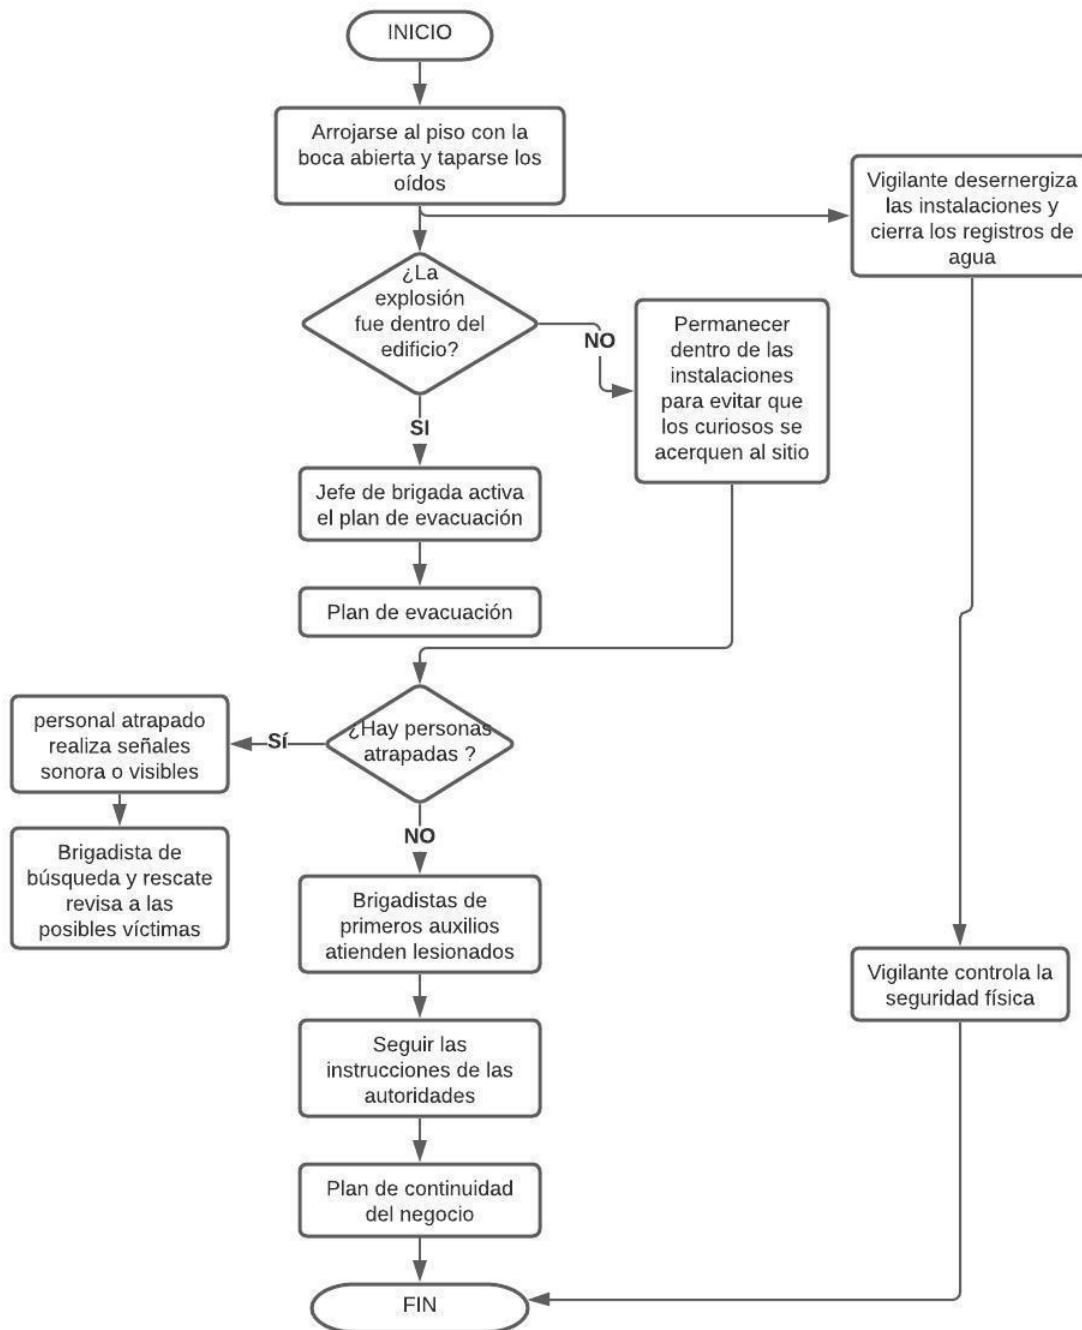 INICIO
Arrojarse al piso con la
boca abierta y taparse los
oídos
Vigilante desernergiza
las instalaciones y
cierra los registros de
agua
¿La
explosión
fue dentro del
edificio?
NO
Permanecer
dentro de las
instalaciones
para evitar que
los curiosos se
acerquen al sitio
SI
Jefe de brigada activa
el plan de evacuación
Plan de evacuación
¿Hay personas
atrapadas ?
Sí
personal atrapado
realiza señales
sonora o visibles
Brigadista de
búsqueda y rescate
revisa a las
posibles víctimas
NO
Brigadistas de
primeros auxilios
atienden lesionados
Vigilante controla la
seguridad física
Seguir las
instrucciones de las
autoridades
Plan de continuidad
del negocio
FIN